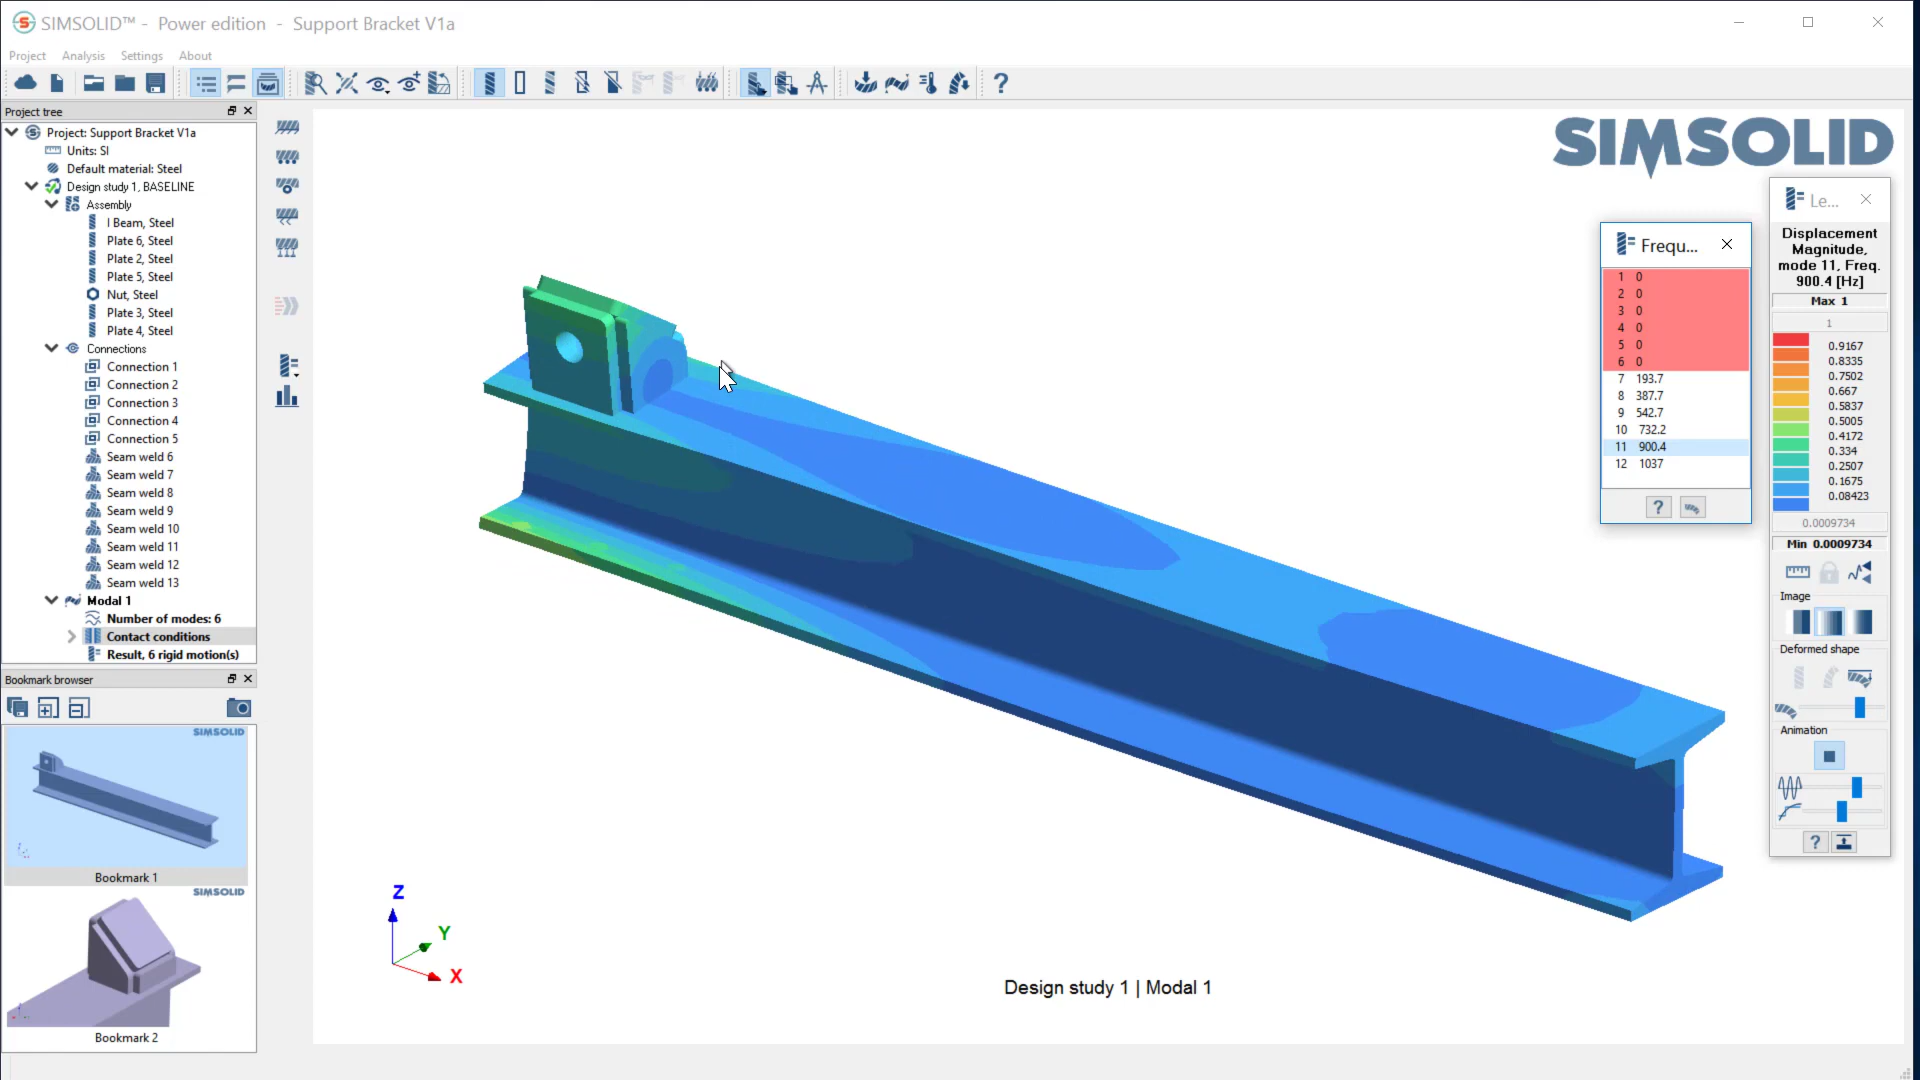 SIMSOLID™ - Power edition - Support Bracket V1a
Project Analysis Settings About
Project tree
Project: Support Bracket V1a
Units: SI
Default material: Steel
Design study 1, BASELINE
Assembly
I Beam, Steel
Plate 6, Steel
Plate 2, Steel
Plate 5, Steel
Nut, Steel
Plate 3, Steel
Plate 4, Steel
Connections
Connection 1
Connection 2
Connection 3
Connection 4
Connection 5
Seam weld 6
Seam weld 7
Seam weld 8
Seam weld 9
Seam weld 10
Seam weld 11
Seam weld 12
Seam weld 13
Modal 1
Number of modes: 6
Contact conditions
Result, 6 rigid motion(s)
Bookmark browser
SIMSOLID
Bookmark 1
SIMSOLID
Bookmark 2
SIMSOLID
Z
Y
X
Design study 1 | Modal 1
Frequ...
1 0
2 0
3 0
4 0
5 0
6 0
7 193.7
8 387.7
9 542.7
10 732.2
11 900.4
12 1037
?
Le...
Displacement
Magnitude,
mode 11, Freq.
900.4 [Hz]
Max 1
1
0.9167
0.8335
0.7502
0.667
0.5837
0.5005
0.4172
0.334
0.2507
0.1675
0.08423
0.0009734
Min 0.0009734
Image
Deformed shape
Animation
?